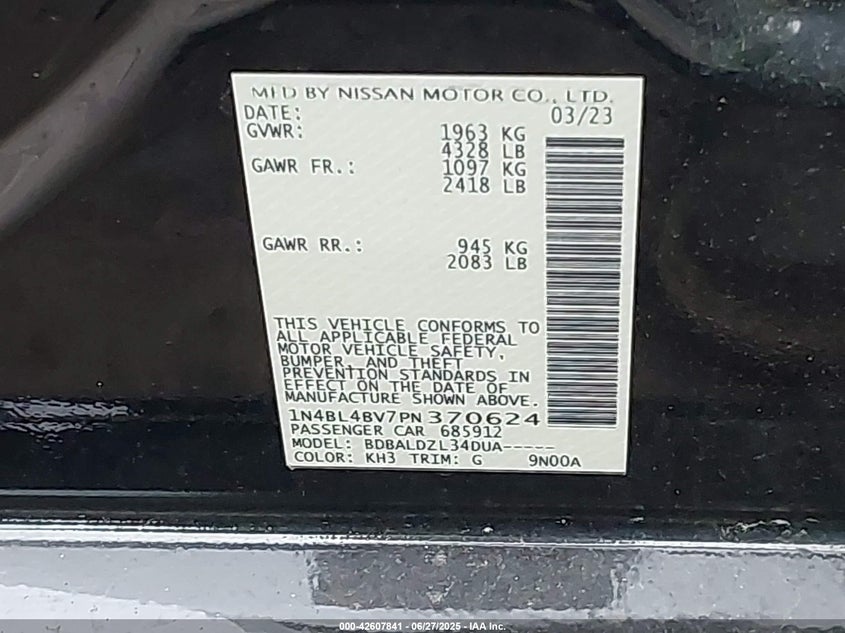 MFD BY NISSAN MOTOR CO., LTD.
DATE: 03/23
GVWR: 1963 KG
4328 LB
GAWR FR.: 1097 KG
2418 LB
GAWR RR.: 945 KG
2083 LB
THIS VEHICLE CONFORMS TO
ALL APPLICABLE FEDERAL
MOTOR VEHICLE SAFETY,
BUMPER, AND THEFT
PREVENTION STANDARDS IN
EFFECT ON THE DATE OF
MANUFACTURE SHOWN ABOVE.
1N4BL4BV7PN370624
PASSENGER CAR 685912
MODEL: BDBALDZL34DUA-----
COLOR: KH3 TRIM: G 9N00A
000-42607841 - 06/27/2025 - IAA Inc.